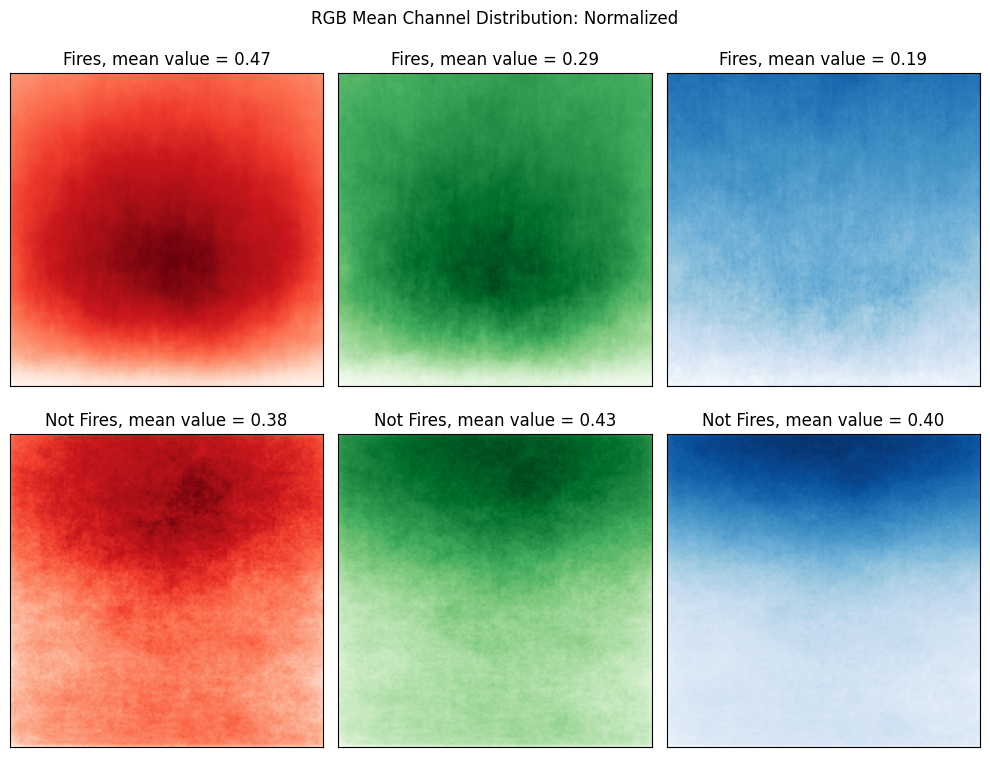 RGB Mean Channel Distribution: Normalized
Fires, mean value = 0.47
Fires, mean value = 0.29
Fires, mean value = 0.19
Not Fires, mean value = 0.38
Not Fires, mean value = 0.43
Not Fires, mean value = 0.40